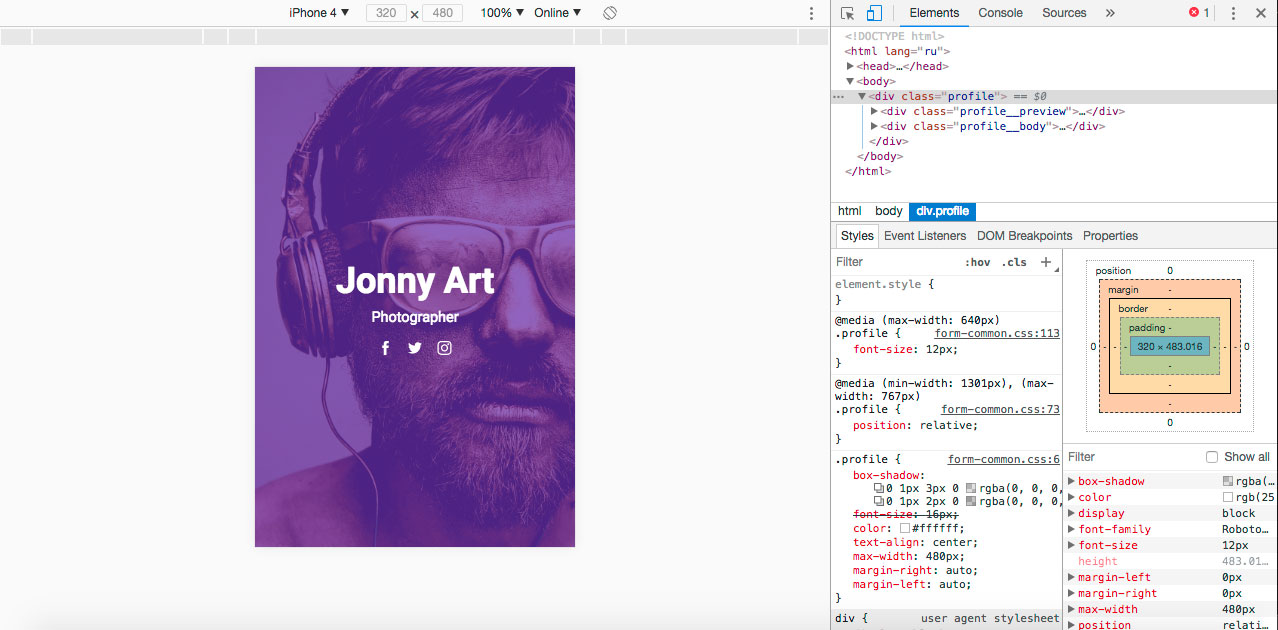 iPhone 4 ▼ 320 × 480 100% ▼ Online ▼
Jonny Art
Photographer
Elements Console Sources » 1
<!DOCTYPE html>
<html lang="ru">
▶<head>…</head>
▼<body>
… ▼<div class="profile"> == $0
▶<div class="profile__preview">…</div>
▶<div class="profile__body">…</div>
</div>
</body>
</html>
html body div.profile
Styles Event Listeners DOM Breakpoints Properties
Filter :hov .cls +
element.style {
}
@media (max-width: 640px)
.profile { form-common.css:113
font-size: 12px;
}
@media (min-width: 1301px), (max-
width: 767px)
.profile { form-common.css:73
position: relative;
}
.profile { form-common.css:6
box-shadow:
0 1px 3px 0 rgba(0, 0, 0,
0 1px 2px 0 rgba(0, 0, 0,
font-size: 16px;
color: #ffffff;
text-align: center;
max-width: 480px;
margin-right: auto;
margin-left: auto;
}
div { user agent stylesheet
position 0
margin -
border -
padding -
0 - - - 320 × 483.016 - - - 0
-
-
-
0
Filter Show all
▶ box-shadow rgba(…
▶ color rgb(25
▶ display block
▶ font-family Roboto…
▶ font-size 12px
height 483.01…
▶ margin-left 0px
▶ margin-right 0px
▶ max-width 480px
▶ position relati…